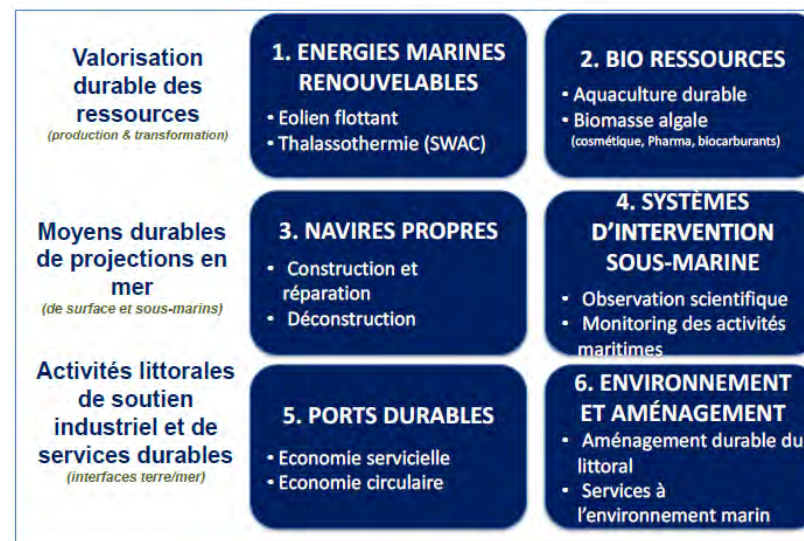 Valorisation
durable des
ressources
(production & transformation)
1. ENERGIES MARINES
RENOUVELABLES
• Eolien flottant
• Thalassothermie (SWAC)
2. BIO RESSOURCES
• Aquaculture durable
• Biomasse algale
(cosmétique, Pharma, biocarburants)
Moyens durables
de projections en
mer
(de surface et sous-marins)
3. NAVIRES PROPRES
• Construction et
réparation
• Déconstruction
4. SYSTÈMES
D'INTERVENTION
SOUS-MARINE
• Observation scientifique
• Monitoring des activités
maritimes
Activités littorales
de soutien
industriel et de
services durables
(interfaces terre/mer)
5. PORTS DURABLES
• Economie servicielle
• Economie circulaire
6. ENVIRONNEMENT
ET AMÉNAGEMENT
• Aménagement durable du
littoral
• Services à
l'environnement marin